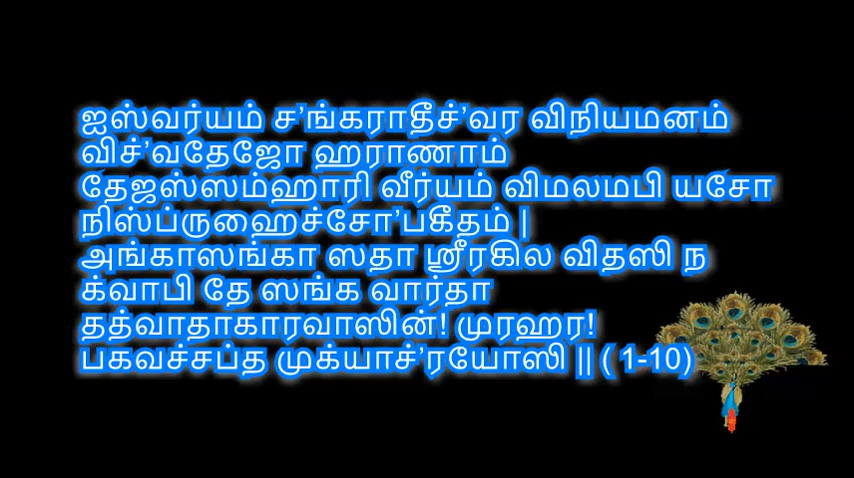 ஐஸ்வர்யம் ச’ங்கராதீச்’வர விநியமனம்
விச்’வதேஜோ ஹராணாம்
தேஜஸ்ஸம்ஹாரி வீர்யம் விமலமபி யசோ
நிஸ்ப்ருஹைச்சோ’பகீதம் |
அங்காஸங்கா ஸதா ஸ்ரீரகில விதஸி ந
க்வாபி தே ஸங்க வார்தா
தத்வாதாகாரவாஸின்! முரஹர!
பகவச்சப்த முக்யாச்’ரயோஸி || ( 1-10)